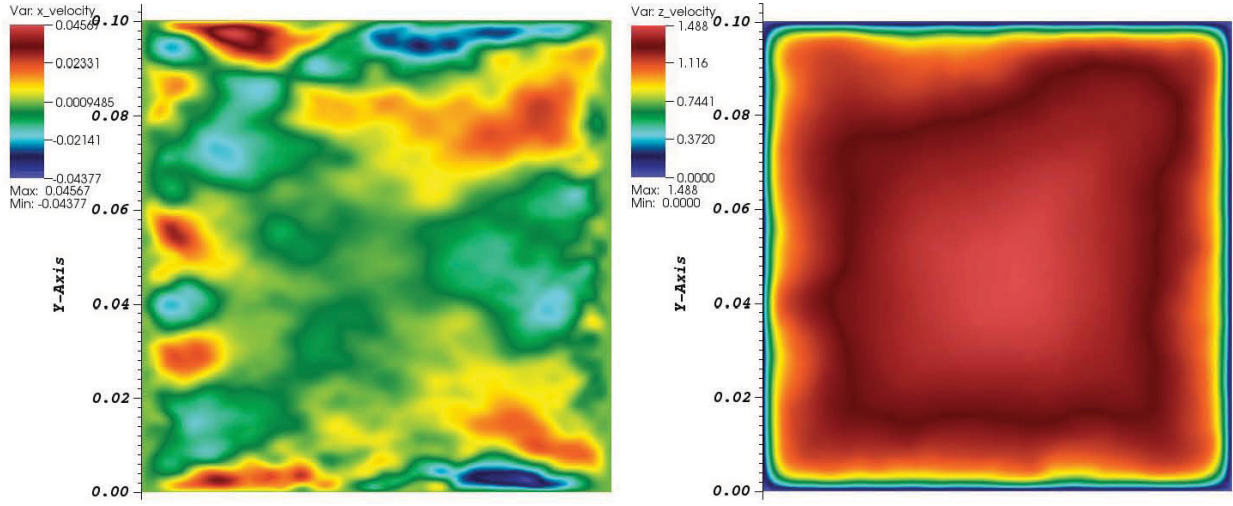 Var: x_velocity
0.04567
0.02331
0.0009485
-0.02141
-0.04377
Max: 0.04567
Min: -0.04377
0.10
0.08
0.06
0.04
0.02
0.00
Y-Axis
Var: z_velocity
1.488
1.116
0.7441
0.3720
0.0000
Max: 1.488
Min: 0.0000
0.10
0.08
0.06
0.04
0.02
0.00
Y-Axis